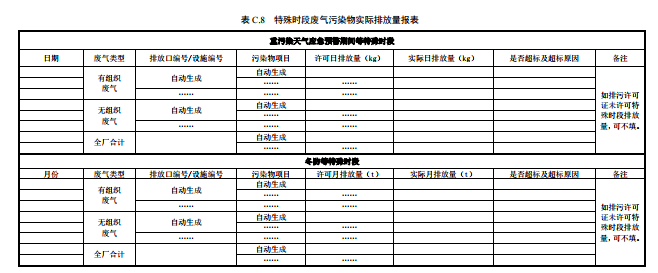 表 C.8 特殊时段废气污染物实际排放量报表
重污染天气应急预警期间等特殊时段
日期 废气类型 排放口编号/设施编号 污染物项目 许可日排放量（kg） 实际日排放量（kg） 是否超标及超标原因 备注
有组织
废气
自动生成
……
自动生成
……
……
……
……
无组织
废气
自动生成
……
自动生成
……
……
……
……
全厂合计
自动生成
……
……
如排污许可
证未许可特
殊时段排放
量，可不填。
冬防等特殊时段
月份 废气类型 排放口编号/设施编号 污染物项目 许可月排放量（t） 实际月排放量（t） 是否超标及超标原因 备注
有组织
废气
自动生成
……
自动生成
……
……
无组织
废气
自动生成
……
自动生成
……
……
全厂合计
自动生成
……
……
如排污许可
证未许可特
殊时段排放
量，可不填。